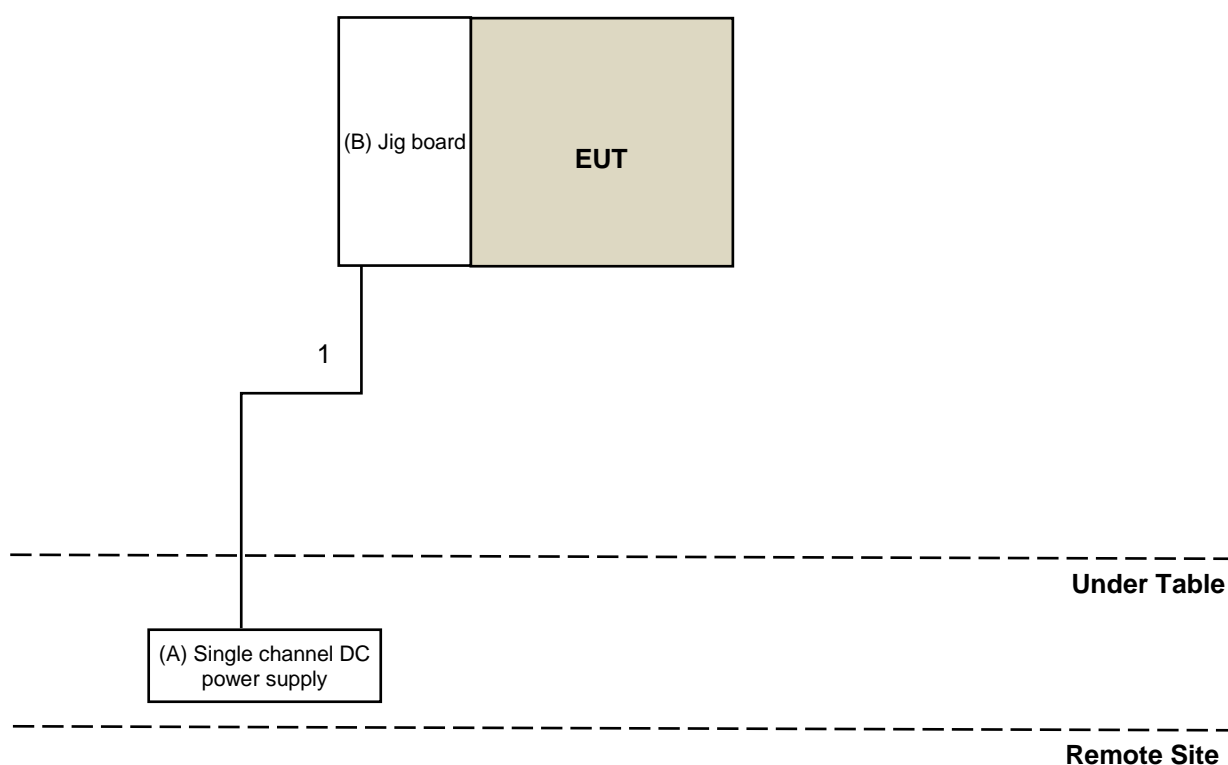 (B) Jig board
EUT
1
Under Table
(A) Single channel DC
power supply
Remote Site